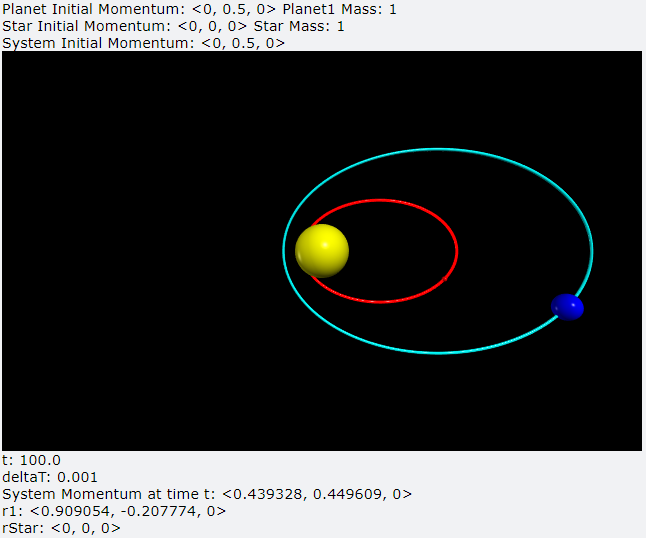 Planet Initial Momentum: <0, 0.5, 0> Planet1 Mass: 1
Star Initial Momentum: <0, 0, 0> Star Mass: 1
System Initial Momentum: <0, 0.5, 0>
t: 100.0
deltaT: 0.001
System Momentum at time t: <0.439328, 0.449609, 0>
r1: <0.909054, -0.207774, 0>
rStar: <0, 0, 0>